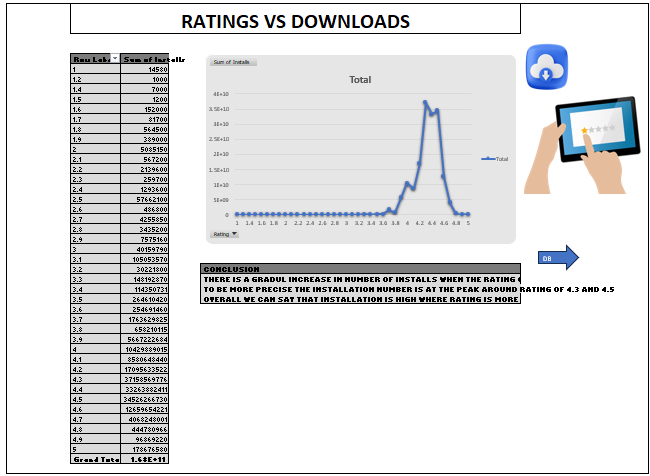 RATINGS VS DOWNLOADS
Row Labe Sum of Installs
1 14580
1.2 1000
1.4 7000
1.5 1200
1.6 152000
1.7 81700
1.8 564500
1.9 389000
2 5085150
2.1 567200
2.2 2139600
2.3 259700
2.4 1293600
2.5 57662100
2.6 486800
2.7 4255850
2.8 3435200
2.9 7575160
3 40159790
3.1 105053570
3.2 30221800
3.3 148192870
3.4 114350731
3.5 264610420
3.6 254691460
3.7 1763629825
3.8 658210115
3.9 5667222684
4 10429889015
4.1 8580648440
4.2 17095633522
4.3 37158569776
4.4 33263882411
4.5 34526266730
4.6 12659654221
4.7 4068248001
4.8 444780966
4.9 96869220
5 178676580
Grand Tota 1.68E+11
Sum of Installs
Total
4E+10
3.5E+10
3E+10
2.5E+10
2E+10
1.5E+10
1E+10
5E+09
0
1 1.4 1.6 1.8 2 2.2 2.4 2.6 2.8 3 3.2 3.4 3.6 3.8 4 4.2 4.4 4.6 4.8 5
Total
Rating
DB
CONCLUSION
THERE IS A GRADUL INCREASE IN NUMBER OF INSTALLS WHEN THE RATING
TO BE MORE PRECISE THE INSTALLATION NUMBER IS AT THE PEAK AROUND RATING OF 4.3 AND 4.5
OVERALL WE CAN SAY THAT INSTALLATION IS HIGH WHERE RATING IS MORE